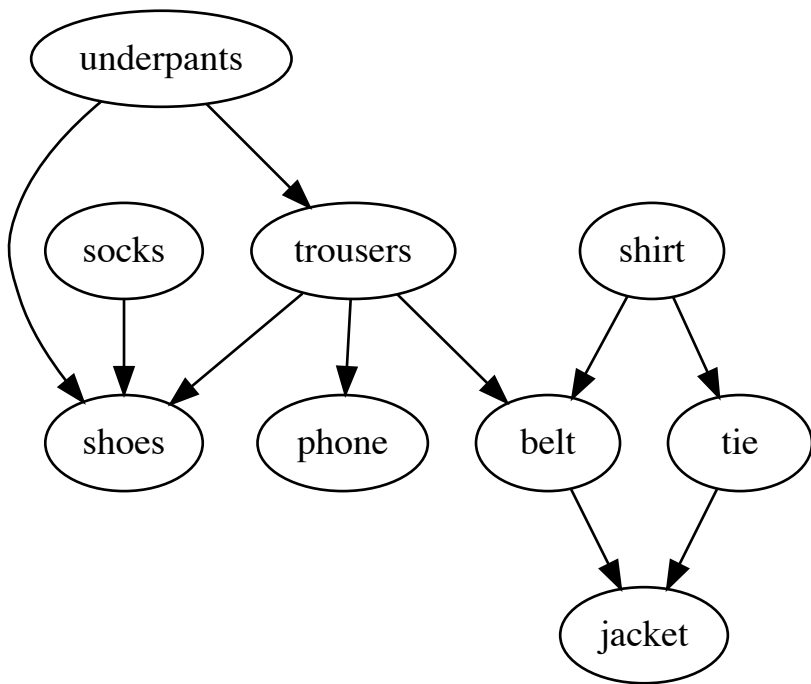 underpants
socks
trousers
shirt
shoes
phone
belt
tie
jacket